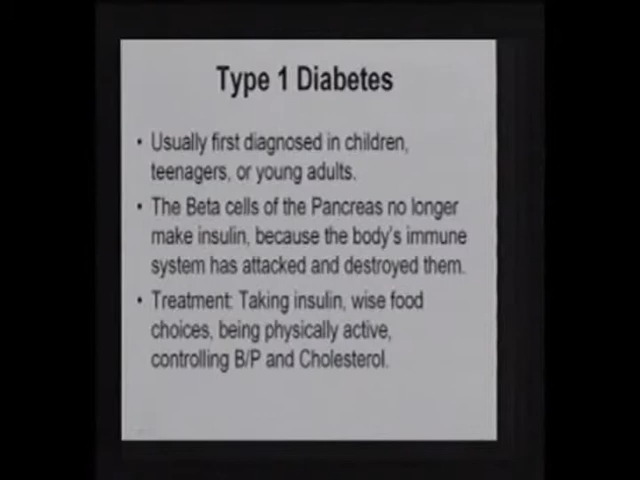 Type 1 Diabetes
• Usually first diagnosed in children,
teenagers, or young adults.
• The Beta cells of the Pancreas no longer
make insulin, because the body's immune
system has attacked and destroyed them.
• Treatment: Taking insulin, wise food
choices, being physically active,
controlling B/P and Cholesterol.